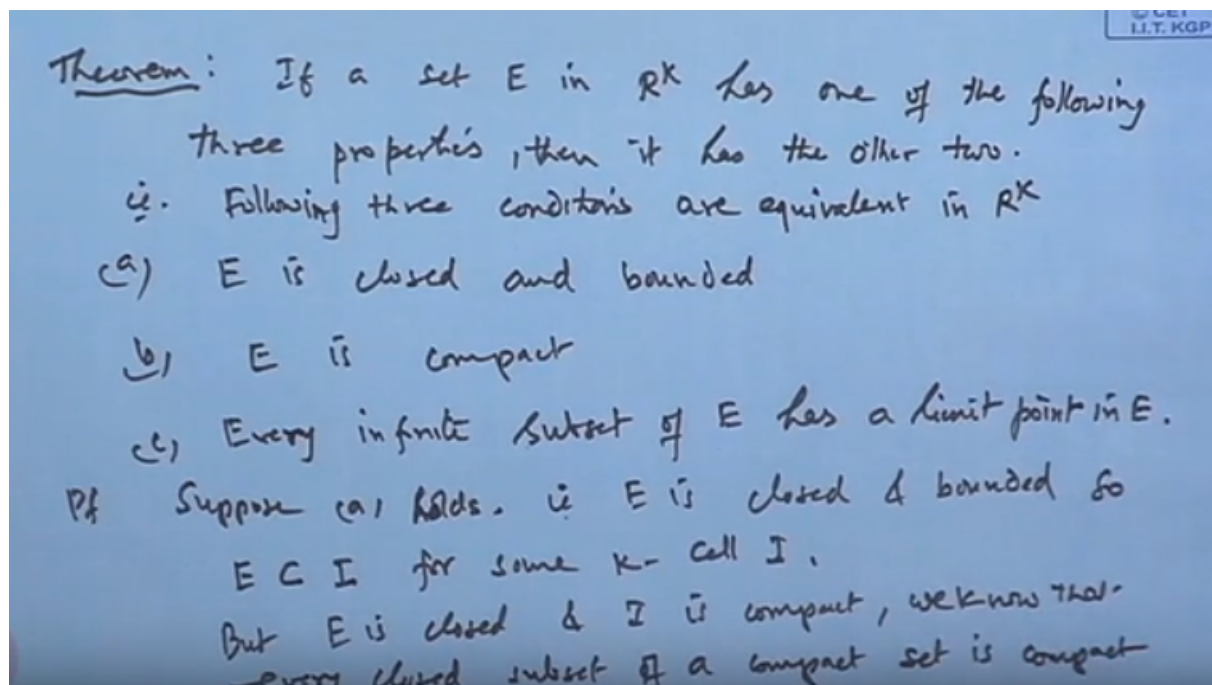 © CET
I.I.T. KGP
Theorem: If a set E in R^K has one of the following
three properties, then it has the other two.
ie. Following three conditions are equivalent in R^K
(a) E is closed and bounded
(b) E is compact
(c) Every infinite subset of E has a limit point in E.
Pf Suppose (a) holds. ie E is closed & bounded so
E ⊂ I for some K-cell I.
But E is closed & I is compact, we know that
every closed subset of a compact set is compact